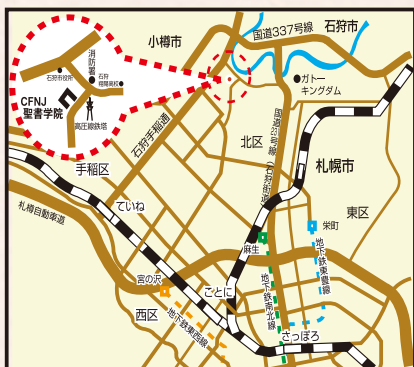 小樽市
国道337号線
石狩市
消防署
石狩市役所
石狩
翔陽高校
CFNJ
聖書学院
高圧線鉄塔
ガトー
キングダム
石狩手稲通
北区
国道231号線
(石狩街道)
札幌市
手稲区
東区
ていね
札樽自動車道
栄町
麻生
地下鉄東豊線
宮の沢
ことに
地下鉄南北線
西区
地下鉄東西線
さっぽろ